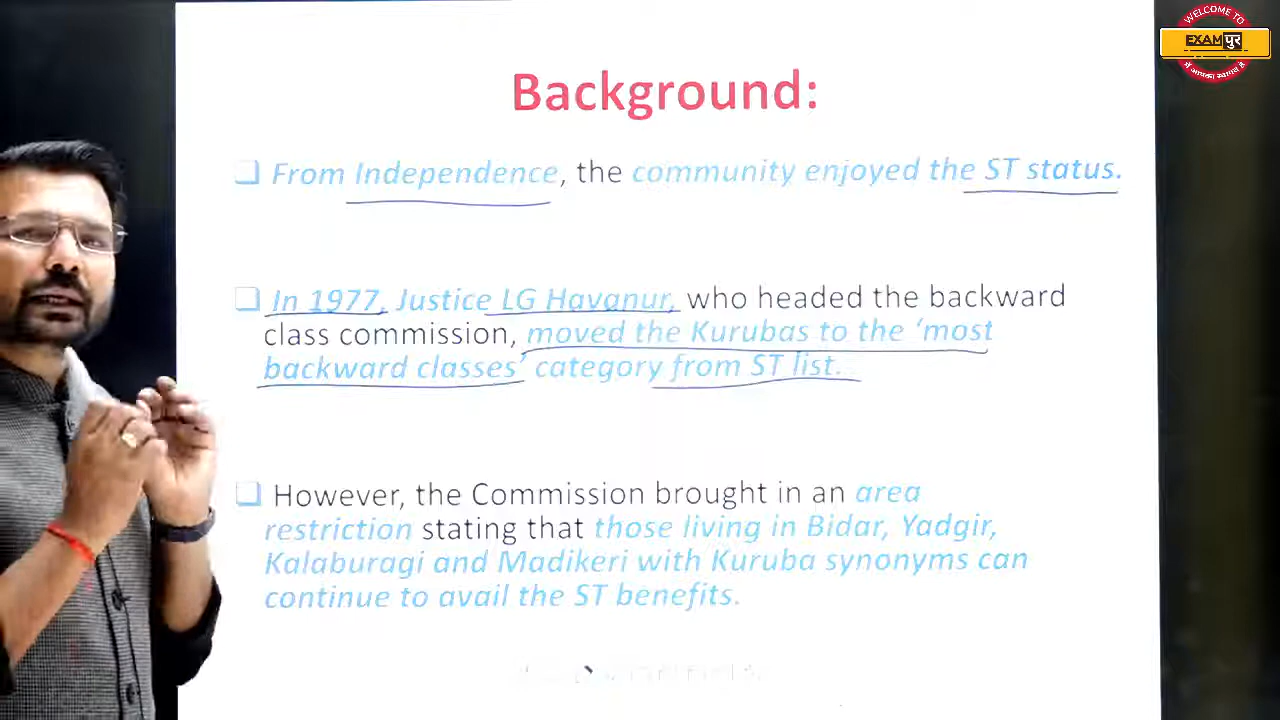 WELCOME TO
EXAMपुर
में आपका स्वागत है
Background:
From Independence, the community enjoyed the ST status.
In 1977, Justice LG Havanur, who headed the backward
class commission, moved the Kurubas to the ‘most
backward classes’ category from ST list.
However, the Commission brought in an area
restriction stating that those living in Bidar, Yadgir,
Kalaburagi and Madikeri with Kuruba synonyms can
continue to avail the ST benefits.